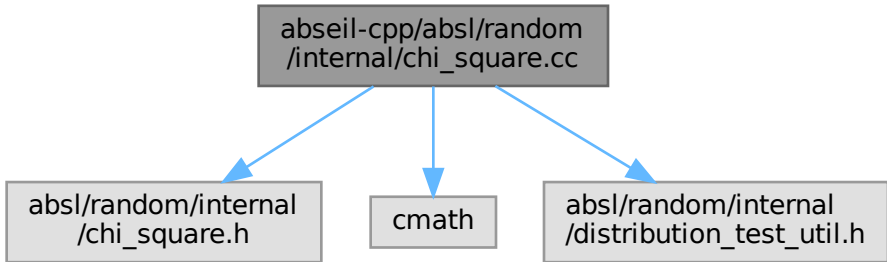 abseil-cpp/absl/random
/internal/chi_square.cc
absl/random/internal
/chi_square.h
cmath
absl/random/internal
/distribution_test_util.h